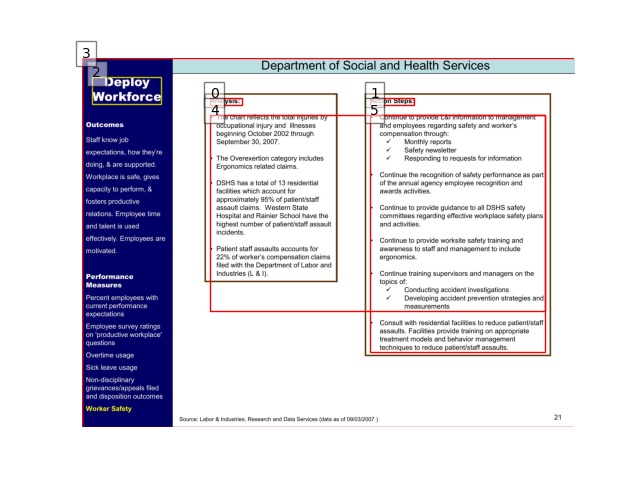 3
2
Department of Social and Health Services
Deploy
Workforce
Outcomes
Staff know job
expectations, how they're
doing, & are supported.
Workplace is safe, gives
capacity to perform, &
fosters productive
relations. Employee time
and talent is used
effectively. Employees are
motivated.
Performance
Measures
Percent employees with
current performance
expectations
Employee survey ratings
on 'productive workplace'
questions
Overtime usage
Sick leave usage
Non-disciplinary
grievances/appeals filed
and disposition outcomes
Worker Safety
0
4
Analysis:
The chart reflects the total injuries by
occupational injury and illnesses
beginning October 2002 through
September 30, 2007.
The Overexertion category includes
Ergonomics related claims.
• DSHS has a total of 13 residential
facilities which account for
approximately 95% of patient/staff
assault claims. Western State
Hospital and Rainier School have the
highest number of patient/staff assault
incidents.
• Patient staff assaults accounts for
22% of worker's compensation claims
filed with the Department of Labor and
Industries (L & I).
1
5
Action Steps:
Continue to provide L&I information to management
and employees regarding safety and worker's
compensation through:
✓ Monthly reports
✓ Safety newsletter
✓ Responding to requests for information
Continue the recognition of safety performance as part
of the annual agency employee recognition and
awards activities.
• Continue to provide guidance to all DSHS safety
committees regarding effective workplace safety plans
and activities.
• Continue to provide worksite safety training and
awareness to staff and management to include
ergonomics.
• Continue training supervisors and managers on the
topics of:
✓ Conducting accident investigations
✓ Developing accident prevention strategies and
measurements
• Consult with residential facilities to reduce patient/staff
assaults. Facilities provide training on appropriate
treatment models and behavior management
techniques to reduce patient/staff assaults.
Source: Labor & Industries, Research and Data Services (data as of 09/03/2007 )
21